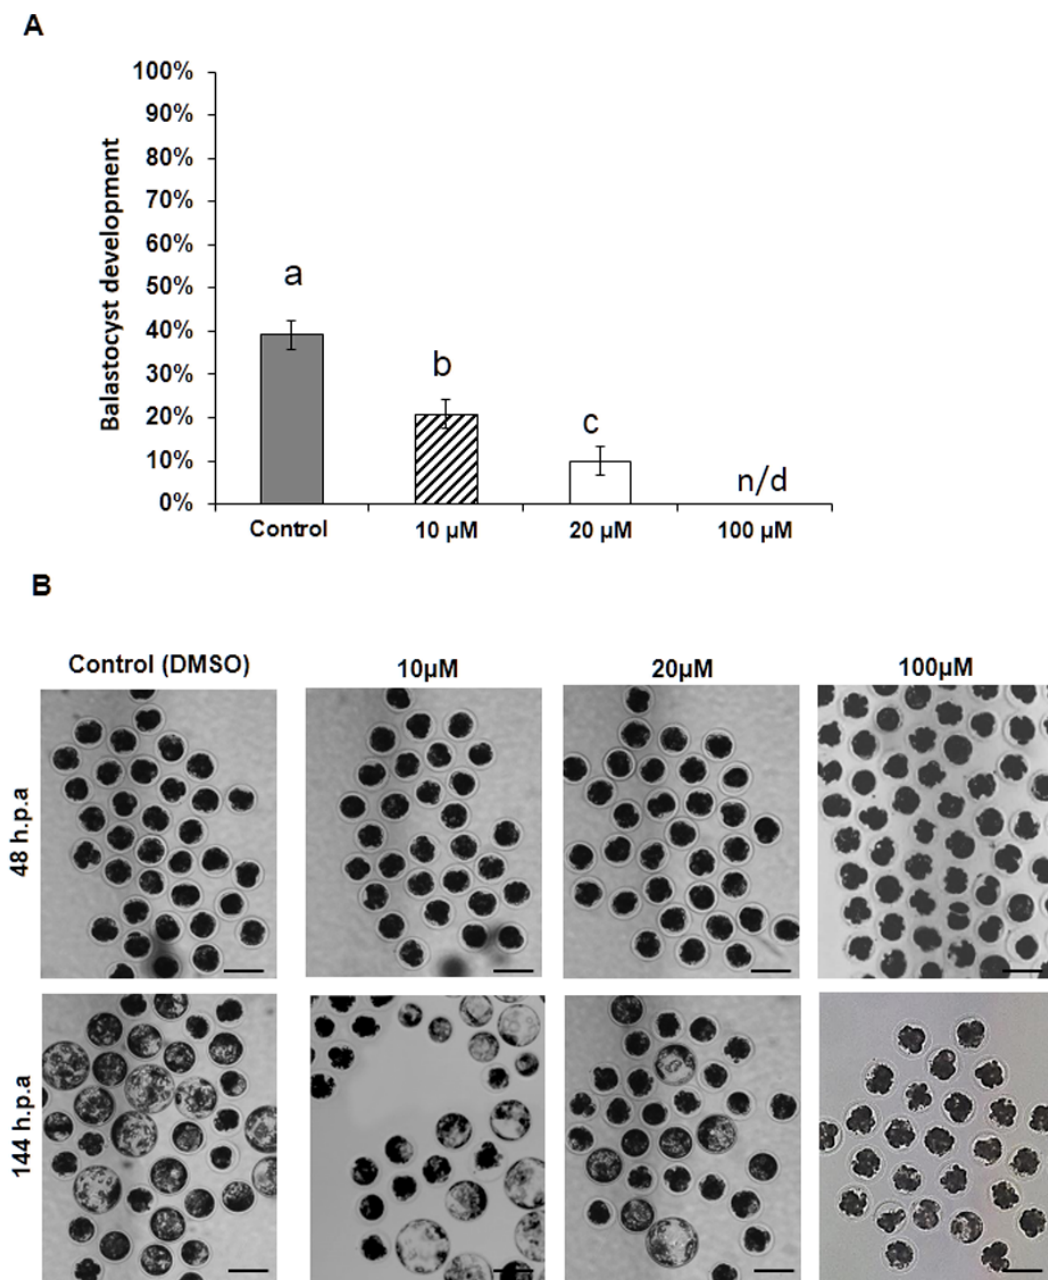 A
100%
90%
80%
70%
60%
50%
40%
30%
20%
10%
0%
Balastocyst development
a
b
c
n/d
Control
10 µM
20 µM
100 µM
B
Control (DMSO)
10µM
20µM
100µM
48 h.p.a
144 h.p.a